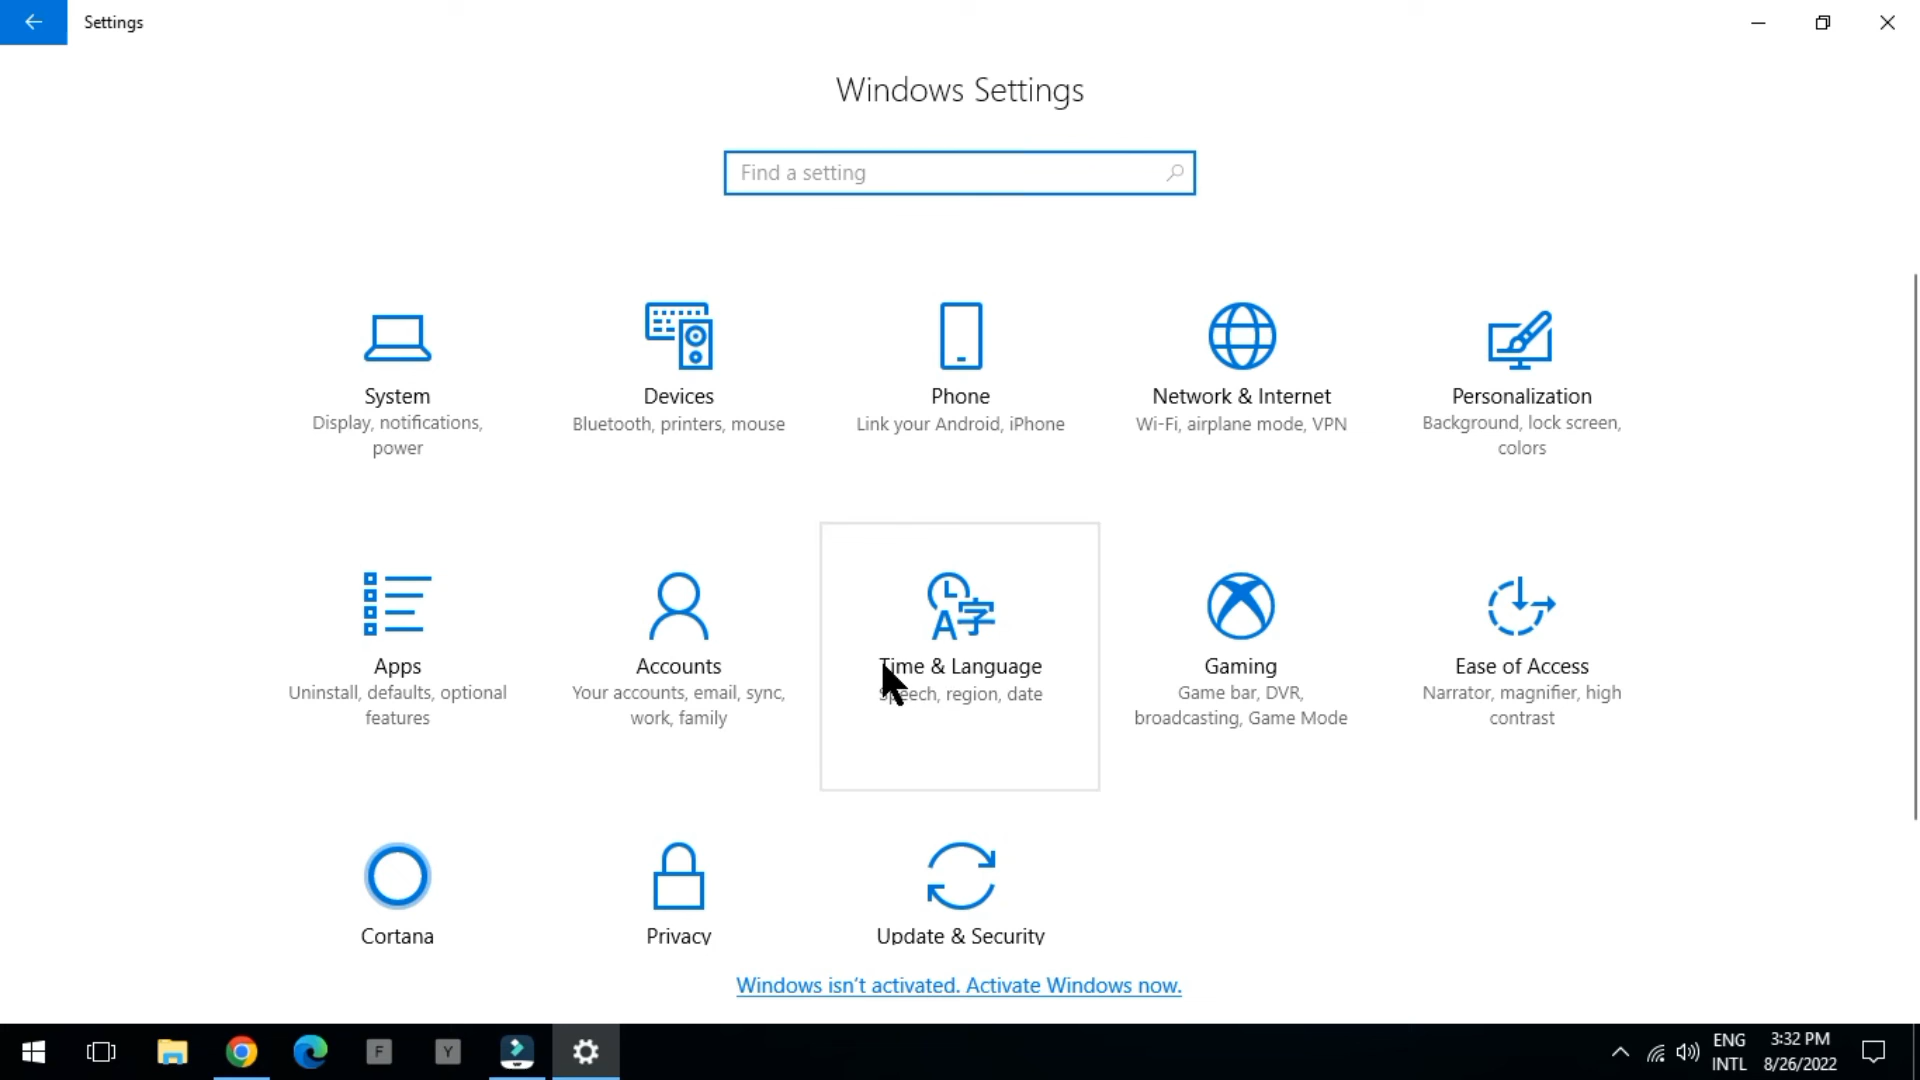 Settings
Windows Settings
Find a setting
System
Display, notifications,
power
Devices
Bluetooth, printers, mouse
Phone
Link your Android, iPhone
Network & Internet
Wi-Fi, airplane mode, VPN
Personalization
Background, lock screen,
colors
Apps
Uninstall, defaults, optional
features
Accounts
Your accounts, email, sync,
work, family
Time & Language
Speech, region, date
Gaming
Game bar, DVR,
broadcasting, Game Mode
Ease of Access
Narrator, magnifier, high
contrast
Cortana
Privacy
Update & Security
Windows isn't activated. Activate Windows now.
F
Y
ENG
INTL
3:32 PM
8/26/2022